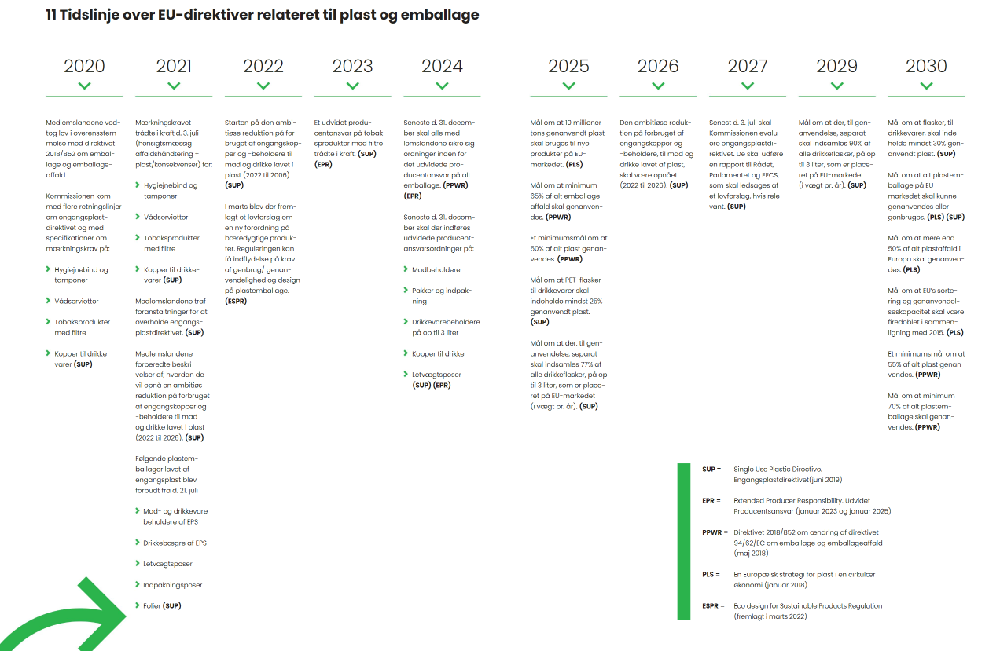 11 Tidslinje over EU-direktiver relateret til plast og emballage
2020
Medlemslandene ved-
tog lov i overensstem-
melse med direktivet
2018/852 om embal-
lage og emballage-
affald.
Kommissionen kom
med flere retningslinjer
om engangsplast-
direktivet og med
specifikationer om
mærkningskrav på:
Hygiejnebind og
tamponer
Vådservietter
Tobaksprodukter
med filtre
Kopper til drikke
varer (SUP)
2021
Mærkningskravet
trådte i kraft d. 3. juli
(hensigtsmæssig
affaldshåndtering +
plast/konsekvenser) for:
Hygiejnebind og
tamponer
Vådservietter
Tobaksprodukter
med filtre
Kopper til drikke-
varer (SUP)
Medlemslandene traf
foranstaltninger for at
overholde engangs-
plastdirektivet. (SUP)
Medlemslandene
forberedte beskri-
velser af, hvordan de
vil opnå en ambitiøs
reduktion på forbruget
af engangskopper og
-beholdere til mad
og drikke lavet i plast
(2022 til 2026). (SUP)
Følgende plastem-
ballager lavet af
engangsplast blev
forbudt fra d. 21. juli
Mad- og drikkevare
beholdere af EPS
Drikkebægre af EPS
Letvægtsposer
Indpakningsposer
Folier (SUP)
2022
Starten på den ambi-
tiøse reduktion på for-
bruget af engangskop-
per og -beholdere til
mad og drikke lavet i
plast (2022 til 2006).
(SUP)
I marts blev der frem-
lagt et lovforslag om
en ny forordning på
bæredygtige produk-
ter. Reguleringen kan
få indflydelse på krav
af genbrug/ genan-
vendelighed og design
på plastemballage.
(ESPR)
2023
Et udvidet produ-
centansvar på tobak-
sprodukter med filtre
trådte i kraft. (SUP)
(EPR)
2024
Seneste d. 31. decem-
ber skal alle med-
lemslandene sikre sig
ordninger inden for
det udvidede pro-
ducentansvar på alt
emballage. (PPWR)
(EPR)
Seneste d. 31. decem-
ber skal der indføres
udvidede producent-
ansvarsordninger på:
Madbeholdere
Pakker og indpak-
ning
Drikkevarebeholdere
på op til 3 liter
Kopper til drikke
Letvægtsposer
(SUP) (EPR)
2025
Mål om at 10 millioner
tons genanvendt plast
skal bruges til nye
produkter på EU-
markedet. (PLS)
Mål om at minimum
65% af alt emballage-
affald skal genanven-
des. (PPWR)
Et minimumsmål om at
50% af alt plast genan-
vendes. (PPWR)
Mål om at PET-flasker
til drikkevarer skal
indeholde mindst 25%
genanvendt plast.
(SUP)
Mål om at der, til gen-
anvendelse, separat
skal indsamles 77% af
alle drikkeflasker, på op
til 3 liter, som er place-
ret på EU-markedet
(i vægt pr. år). (SUP)
2026
Den ambitiøse reduk-
tion på forbruget af
engangskopper og
-beholdere, til mad og
drikke lavet af plast,
skal være opnået
(2022 til 2026). (SUP)
2027
Senest d. 3. juli skal
Kommissionen evalu-
ere engangsplastdi-
rektivet. De skal udføre
en rapport til Rådet,
Parlamentet og EECS,
som skal ledsages af
et lovforslag, hvis rele-
vant. (SUP)
2029
Mål om at der, til gen-
anvendelse, separat
skal indsamles 90% af
alle drikkeflasker, på op
til 3 liter, som er place-
ret på EU-markedet
(i vægt pr. år). (SUP)
2030
Mål om at flasker, til
drikkevarer, skal inde-
holde mindst 30% gen-
anvendt plast. (SUP)
Mål om at alt plastem-
ballage på EU-
markedet skal kunne
genanvendes eller
genbruges. (PLS) (SUP)
Mål om at mere end
50% af alt plastaffald i
Europa skal genanven-
des. (PLS)
Mål om at EU's sorte-
ring og genanvendel-
seskapacitet skal være
firedoblet i sammen-
ligning med 2015. (PLS)
Et minimumsmål om at
55% af alt plast genan-
vendes. (PPWR)
Mål om at minimum
70% af alt plastem-
ballage skal genan-
vendes. (PPWR)
SUP = Single Use Plastic Directive.
Engangsplastdirektivet(juni 2019)
EPR = Extended Producer Responsibility. Udvidet
Producentsansvar (januar 2023 og januar 2025)
PPWR = Direktivet 2018/852 om ændring af direktivet
94/62/EC om emballage og emballageaffald
(maj 2018)
PLS = En Europæisk strategi for plast i en cirkulær
økonomi (januar 2018)
ESPR = Eco design for Sustainable Products Regulation
(fremlagt i marts 2022)